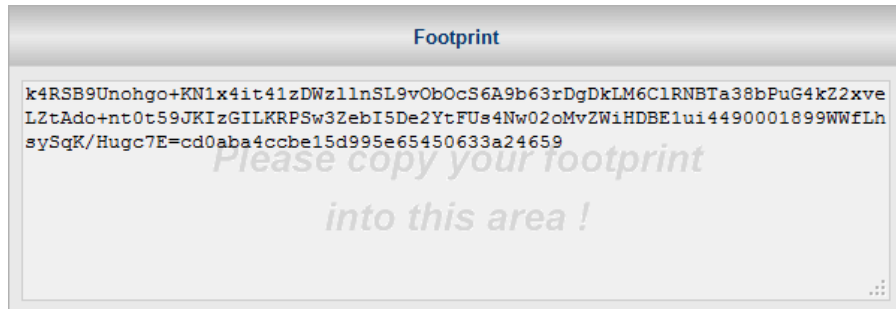 Footprint
k4RSB9Unohgo+KN1x4it41zDWzllnSL9vObOcS6A9b63rDgDkLM6ClRNBTa38bPuG4kZ2xve
LZtAdo+nt0t59JKIzGILKRPSw3ZebI5De2YtFUs4Nw02oMvZWiHDBE1ui4490001899WWfLh
sySqK/Hugc7E=cd0aba4ccbe15d995e65450633a24659
Please copy your footprint
into this area !